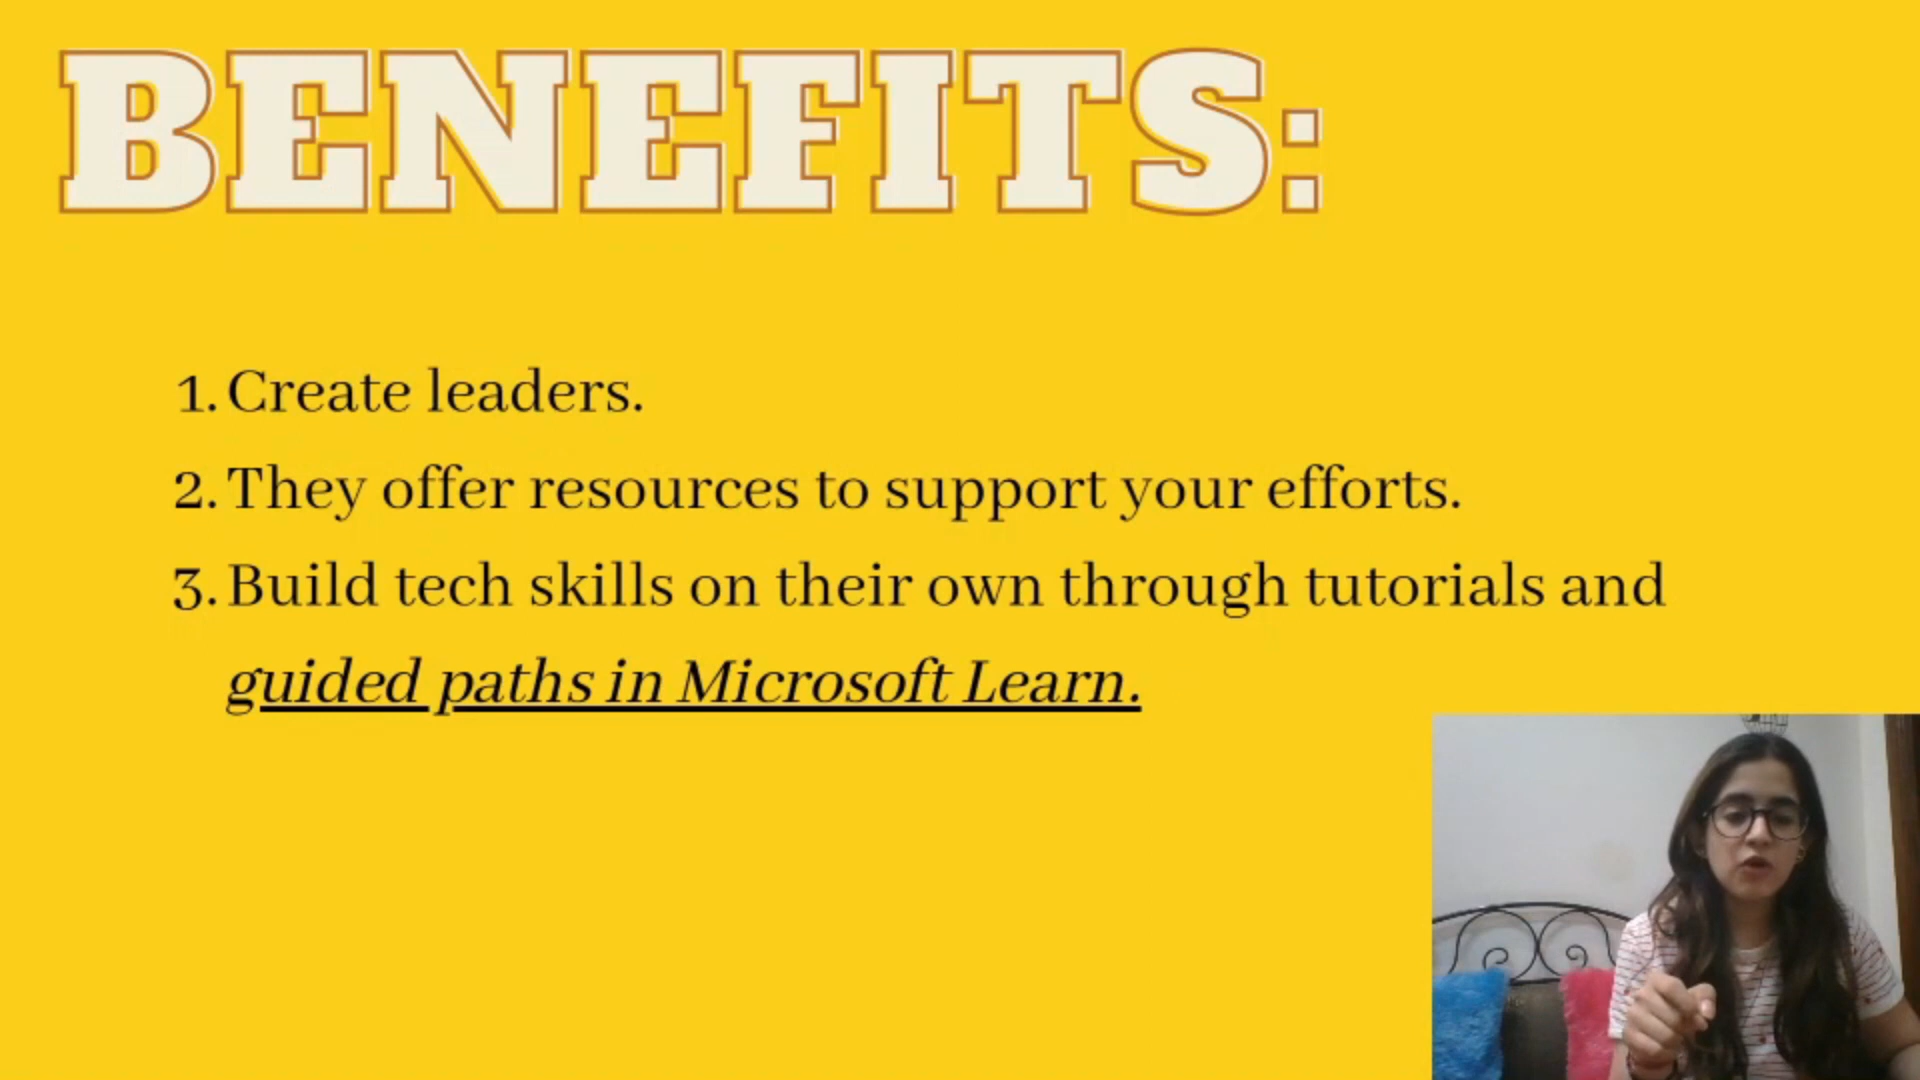 BENEFITS:
1. Create leaders.
2. They offer resources to support your efforts.
3. Build tech skills on their own through tutorials and
guided paths in Microsoft Learn.